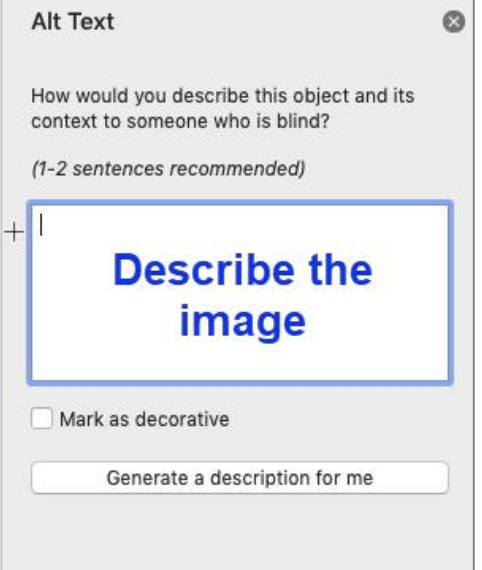 Alt Text
How would you describe this object and its
context to someone who is blind?
(1-2 sentences recommended)
Describe the
image
Mark as decorative
Generate a description for me